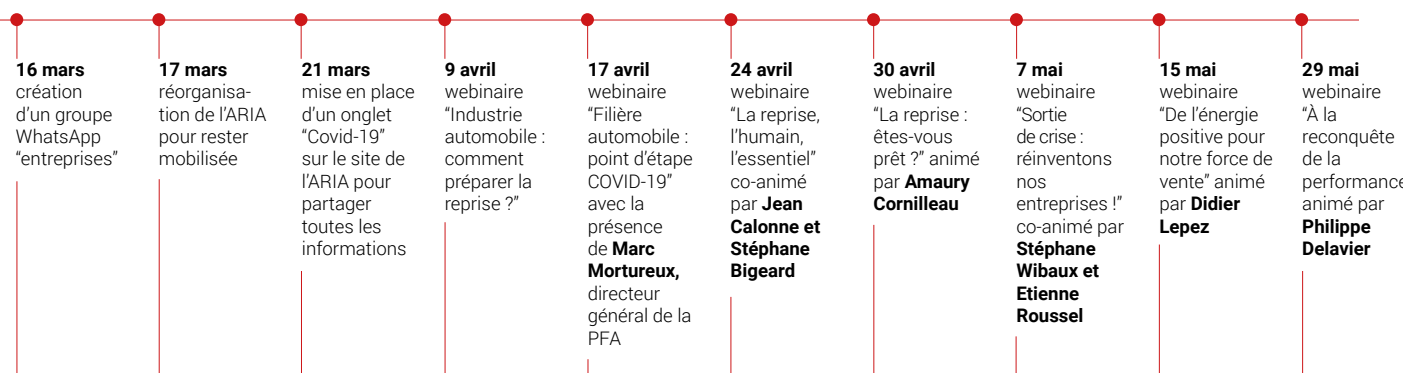 16 mars
création
d'un groupe
WhatsApp
“entreprises”
17 mars
réorganisa-
tion de l'ARIA
pour rester
mobilisée
21 mars
mise en place
d'un onglet
“Covid-19”
sur le site de
l'ARIA pour
partager
toutes les
informations
9 avril
webinaire
“Industrie
automobile :
comment
préparer la
reprise ?”
17 avril
webinaire
“Filière
automobile :
point d'étape
COVID-19”
avec la
présence
de Marc
Mortureux,
directeur
général de la
PFA
24 avril
webinaire
“La reprise,
l'humain,
l'essentiel”
co-animé
par Jean
Calonne et
Stéphane
Bigeard
30 avril
webinaire
“La reprise :
êtes-vous
prêt ?” animé
par Amaury
Cornilleau
7 mai
webinaire
“Sortie
de crise :
réinventons
nos
entreprises !”
co-animé par
Stéphane
Wibaux et
Etienne
Roussel
15 mai
webinaire
“De l'énergie
positive pour
notre force de
vente” animé
par Didier
Lepez
29 mai
webinaire
“À la
reconquête
de la
performance
animé par
Philippe
Delavier